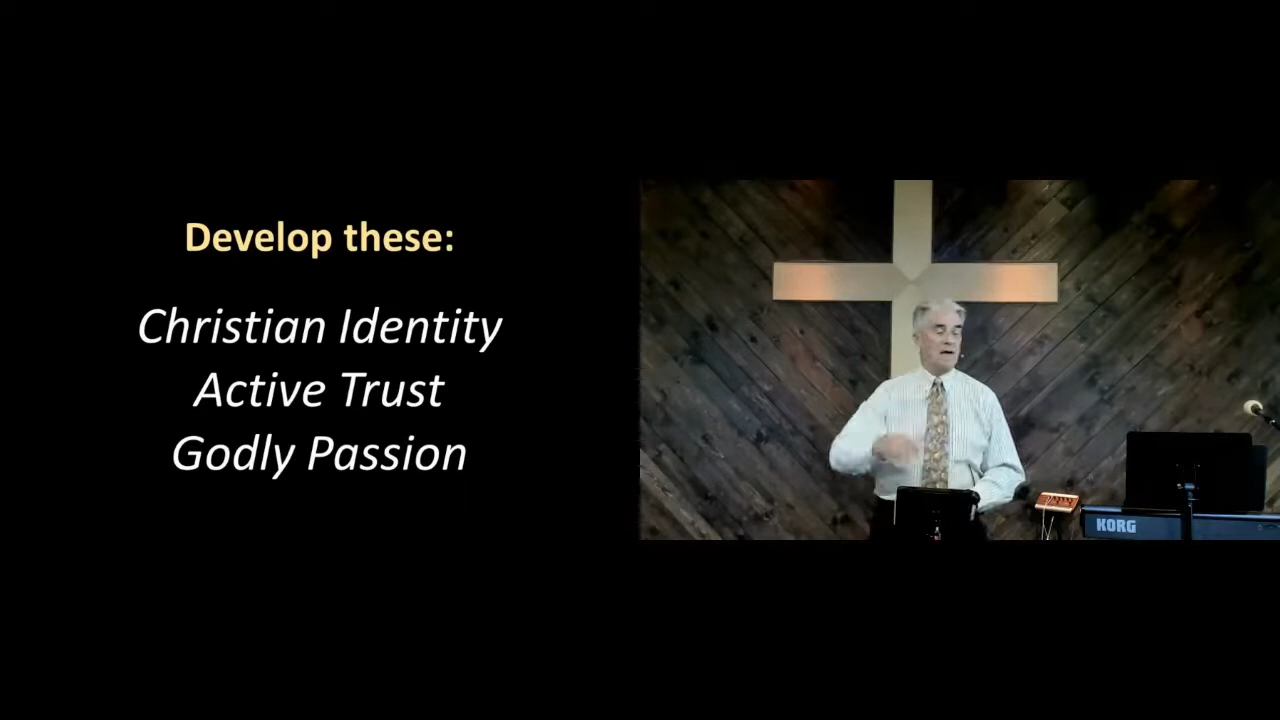 Develop these:
Christian Identity
Active Trust
Godly Passion
KORG